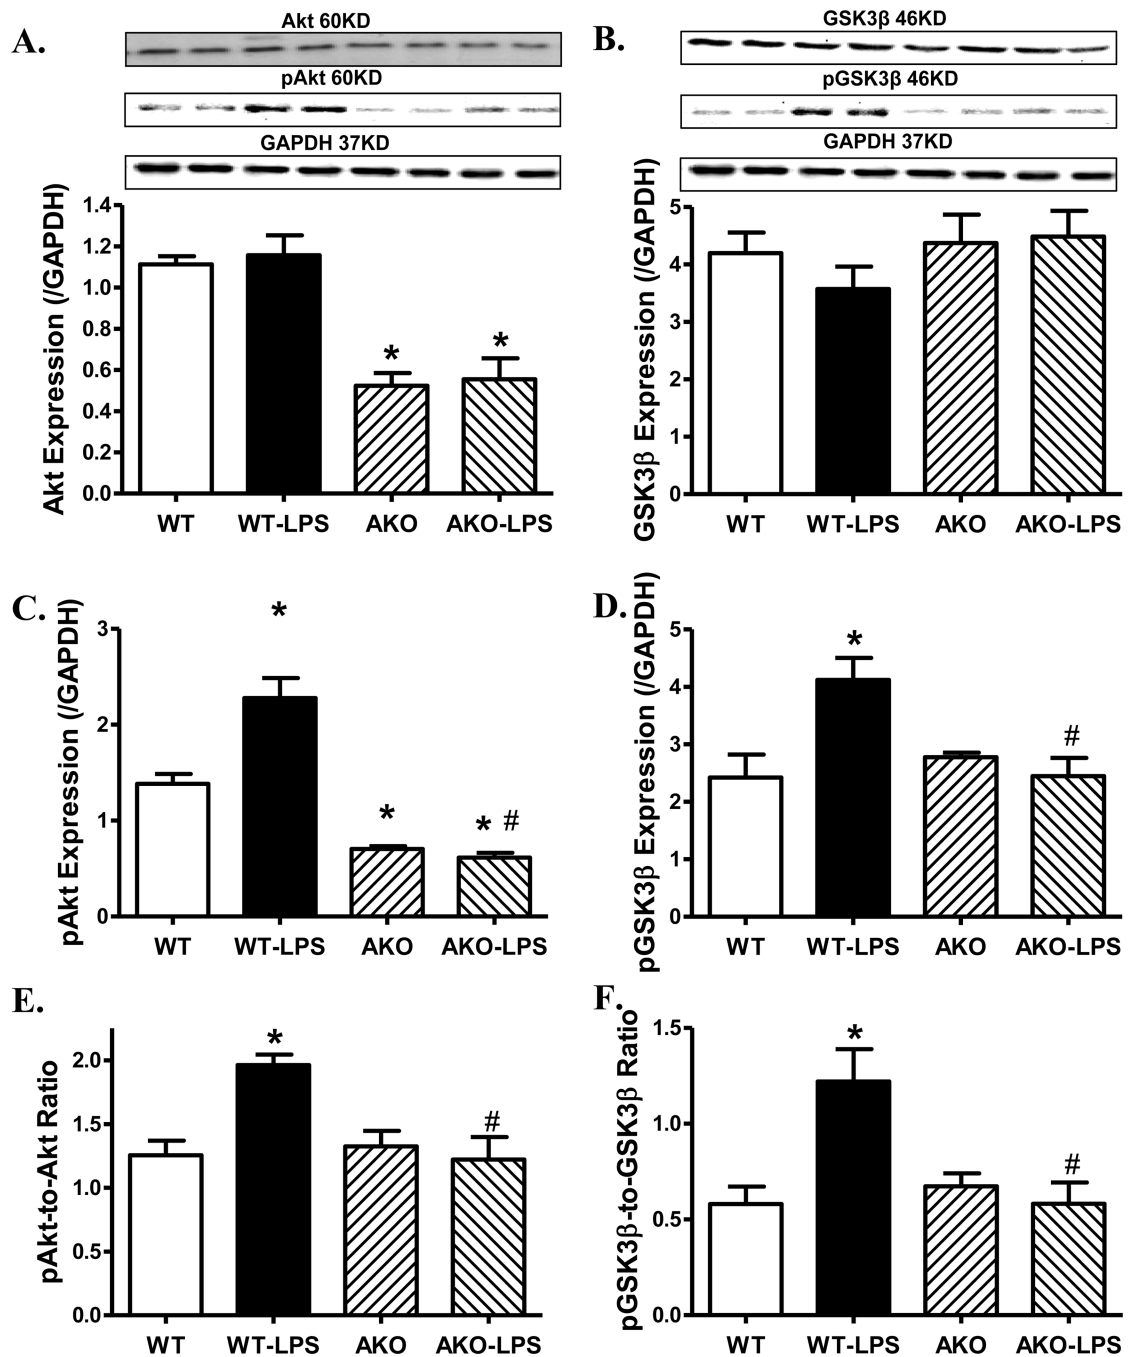 A.
Akt 60KD
pAkt 60KD
GAPDH 37KD
Akt Expression (/GAPDH)
1.4
1.2
1.0
0.8
0.6
0.4
0.2
0.0
* *
WT WT-LPS AKO AKO-LPS
B.
GSK3β 46KD
pGSK3β 46KD
GAPDH 37KD
GSK3β Expression (/GAPDH)
5
4
3
2
1
0
WT WT-LPS AKO AKO-LPS
C.
pAkt Expression (/GAPDH)
3
2
1
0
* * * #
WT WT-LPS AKO AKO-LPS
D.
pGSK3β Expression (/GAPDH)
5
4
3
2
1
0
* #
WT WT-LPS AKO AKO-LPS
E.
pAkt-to-Akt Ratio
2.0
1.5
1.0
0.5
0.0
* #
WT WT-LPS AKO AKO-LPS
F.
pGSK3β-to-GSK3β Ratio
1.5
1.0
0.5
0.0
* #
WT WT-LPS AKO AKO-LPS